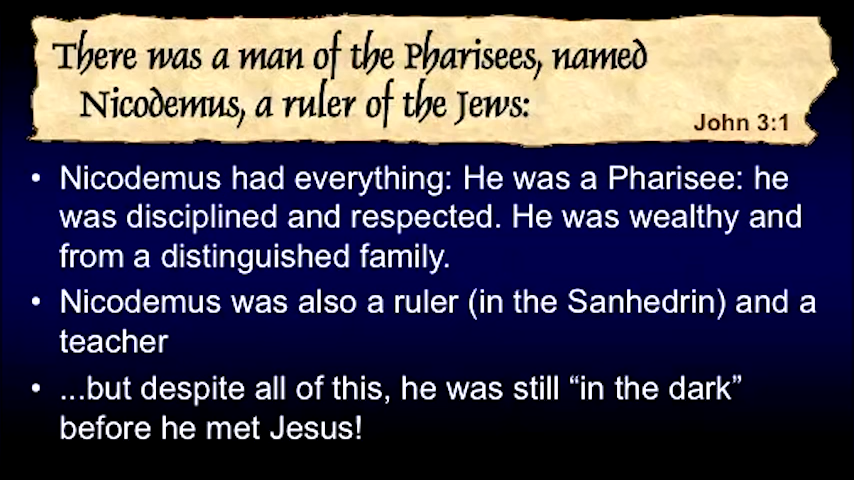 There was a man of the Pharisees, named
Nicodemus, a ruler of the Jews:
John 3:1
• Nicodemus had everything: He was a Pharisee: he
was disciplined and respected. He was wealthy and
from a distinguished family.
• Nicodemus was also a ruler (in the Sanhedrin) and a
teacher
• ...but despite all of this, he was still “in the dark”
before he met Jesus!